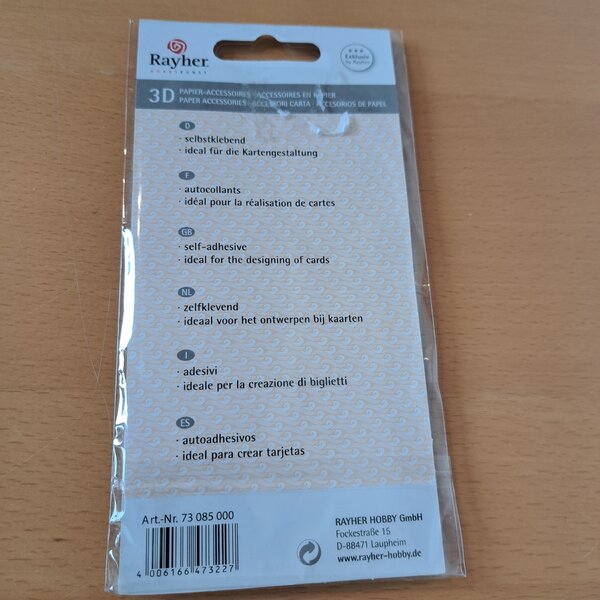 Rayher
KREATIVKUNST
Exklusiv
by Rayher
3D PAPIER-ACCESSOIRES · ACCESSOIRES EN PAPIER
PAPER ACCESSORIES · ACCESSORI CARTA · ACCESORIOS DE PAPEL
D
· selbstklebend
· ideal für die Kartengestaltung
F
· autocollants
· idéal pour la réalisation de cartes
GB
· self-adhesive
· ideal for the designing of cards
NL
· zelfklevend
· ideaal voor het ontwerpen bij kaarten
I
· adesivi
· ideale per la creazione di biglietti
ES
· autoadhesivos
· ideal para crear tarjetas
Art.-Nr. 73 085 000
4 006166 473227
RAYHER HOBBY GmbH
Fockestraße 15
D-88471 Laupheim
www.rayher-hobby.de